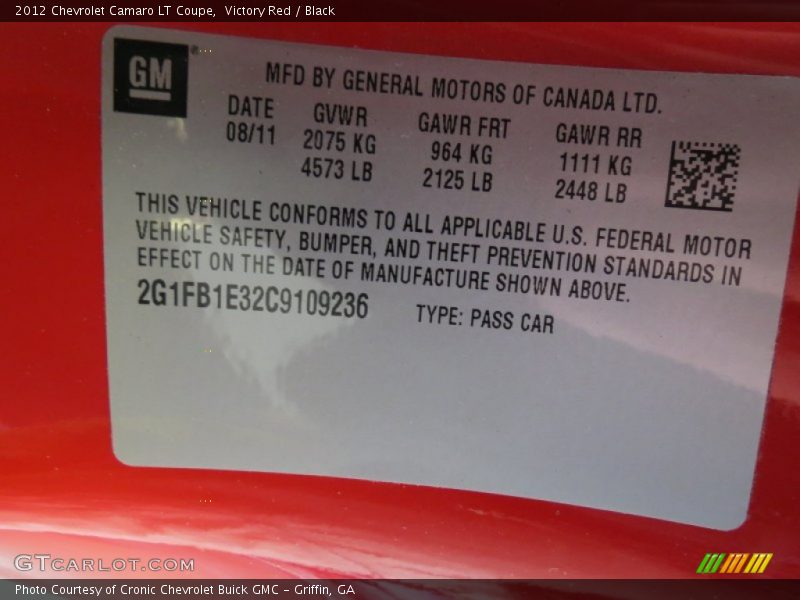 2012 Chevrolet Camaro LT Coupe, Victory Red / Black
GM
MFD BY GENERAL MOTORS OF CANADA LTD.
DATE GVWR GAWR FRT GAWR RR
08/11 2075 KG 964 KG 1111 KG
4573 LB 2125 LB 2448 LB
THIS VEHICLE CONFORMS TO ALL APPLICABLE U.S. FEDERAL MOTOR
VEHICLE SAFETY, BUMPER, AND THEFT PREVENTION STANDARDS IN
EFFECT ON THE DATE OF MANUFACTURE SHOWN ABOVE.
2G1FB1E32C9109236 TYPE: PASS CAR
GTCARLOT.COM
Photo Courtesy of Cronic Chevrolet Buick GMC - Griffin, GA